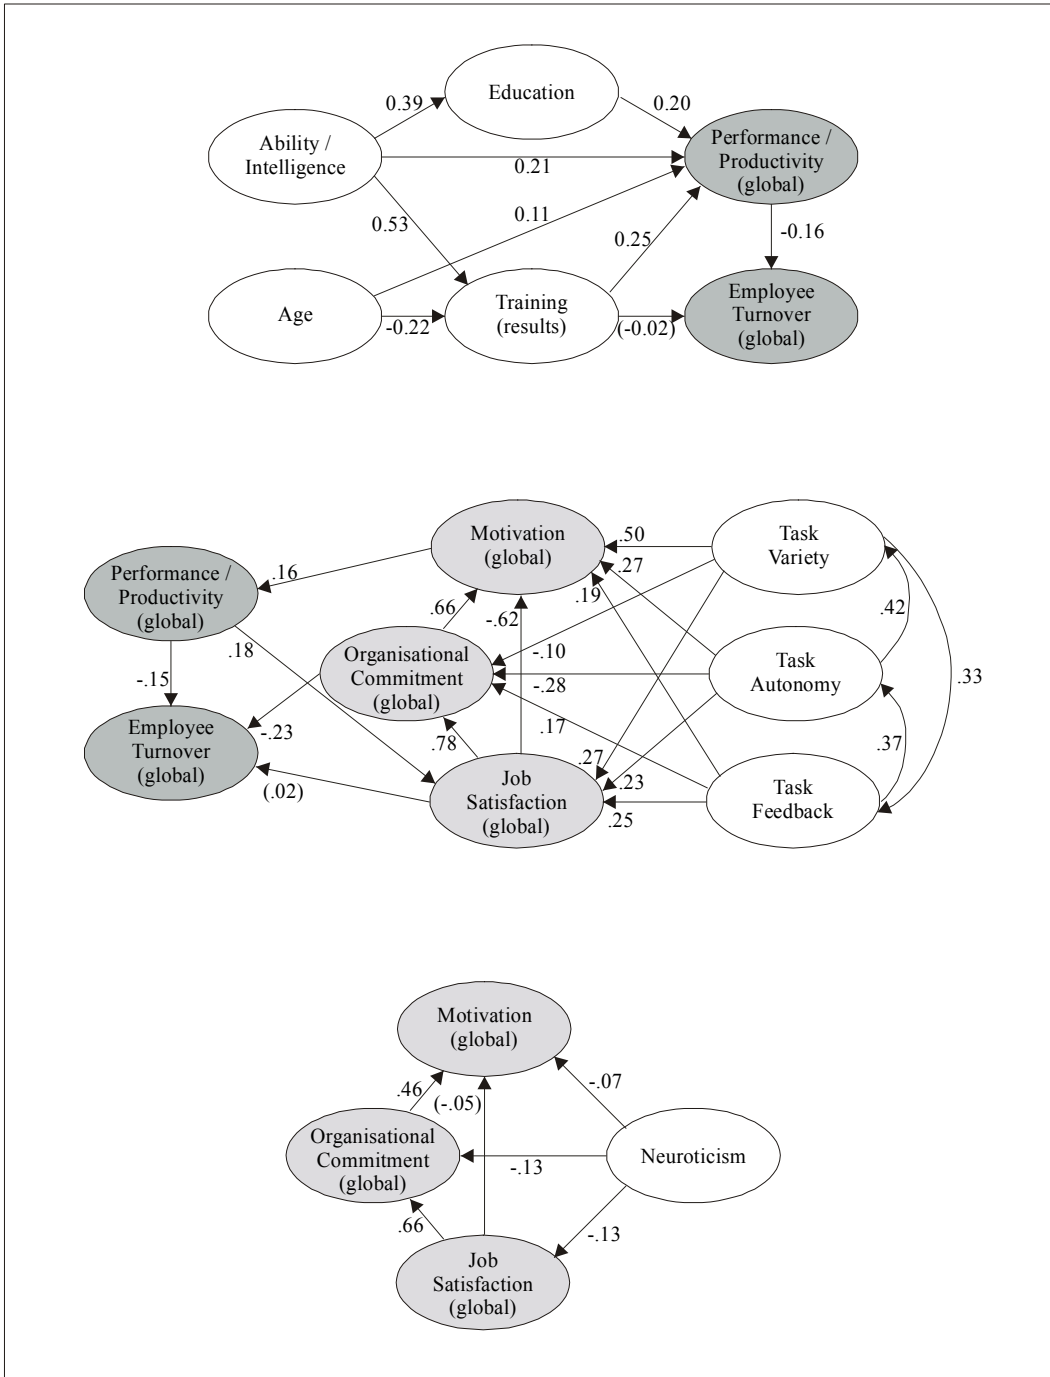 Education
0.39
0.20
Ability /
Intelligence
Performance /
Productivity
(global)
0.21
0.11
0.53
0.25
-0.16
Age
-0.22
Training
(results)
(-0.02)
Employee
Turnover
(global)
Motivation
(global)
.50
Task
Variety
.27
Performance /
Productivity
(global)
.16
.19
.66
-.62
.42
.18
-.10
Organisational
Commitment
(global)
Task
Autonomy
.33
-.15
-.28
Employee
Turnover
(global)
-.23
.17
.78
.37
.27
.23
(.02)
Job
Satisfaction
(global)
.25
Task
Feedback
Motivation
(global)
.46
(-.05)
-.07
Organisational
Commitment
(global)
Neuroticism
-.13
.66
-.13
Job
Satisfaction
(global)